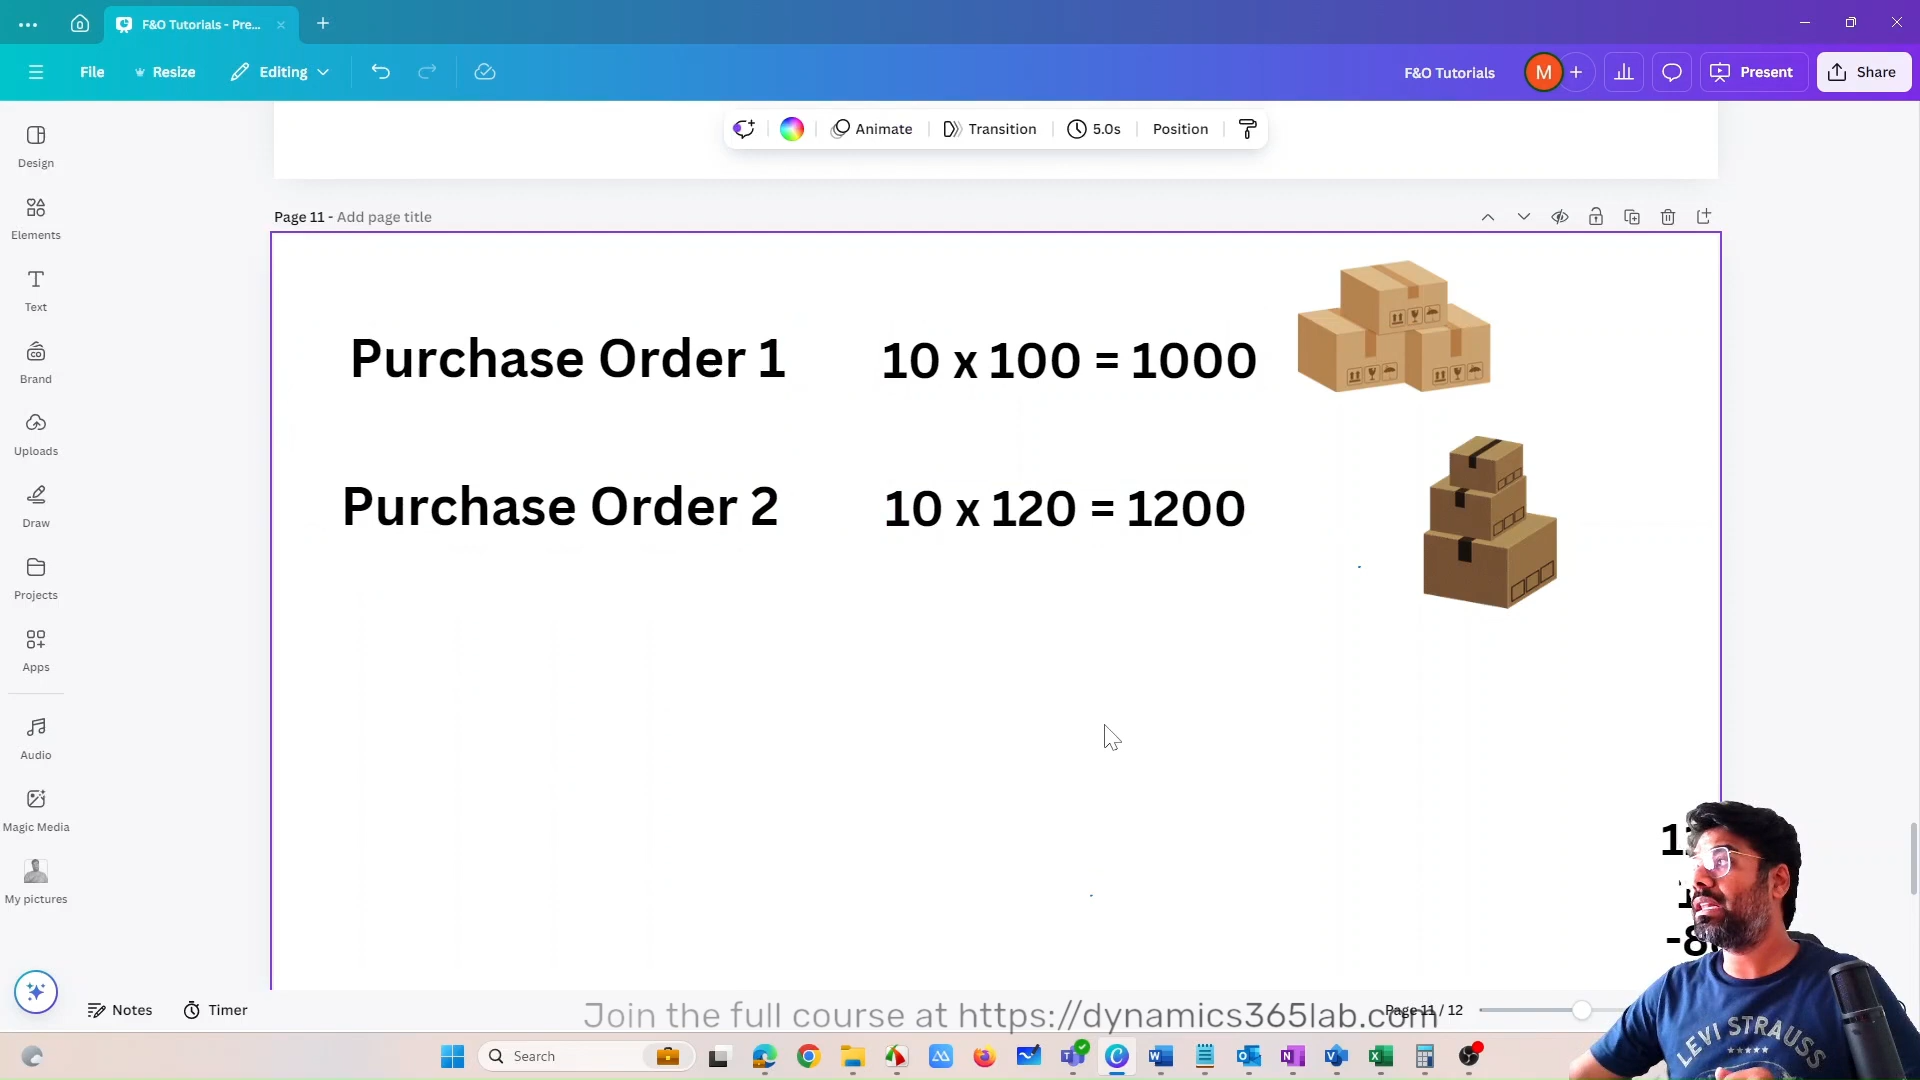 F&O Tutorials - Pre...
File
Resize
Editing
F&O Tutorials
M
Present
Share
Animate
Transition
5.0s
Position
Design
Elements
Text
Brand
Uploads
Draw
Projects
Apps
Audio
Magic Media
My pictures
Page 11 - Add page title
Purchase Order 1
10 x 100 = 1000
Purchase Order 2
10 x 120 = 1200
Notes
Timer
Join the full course at https://dynamics365lab.com
Page 11 / 12
LEVI STRAUSS
Search